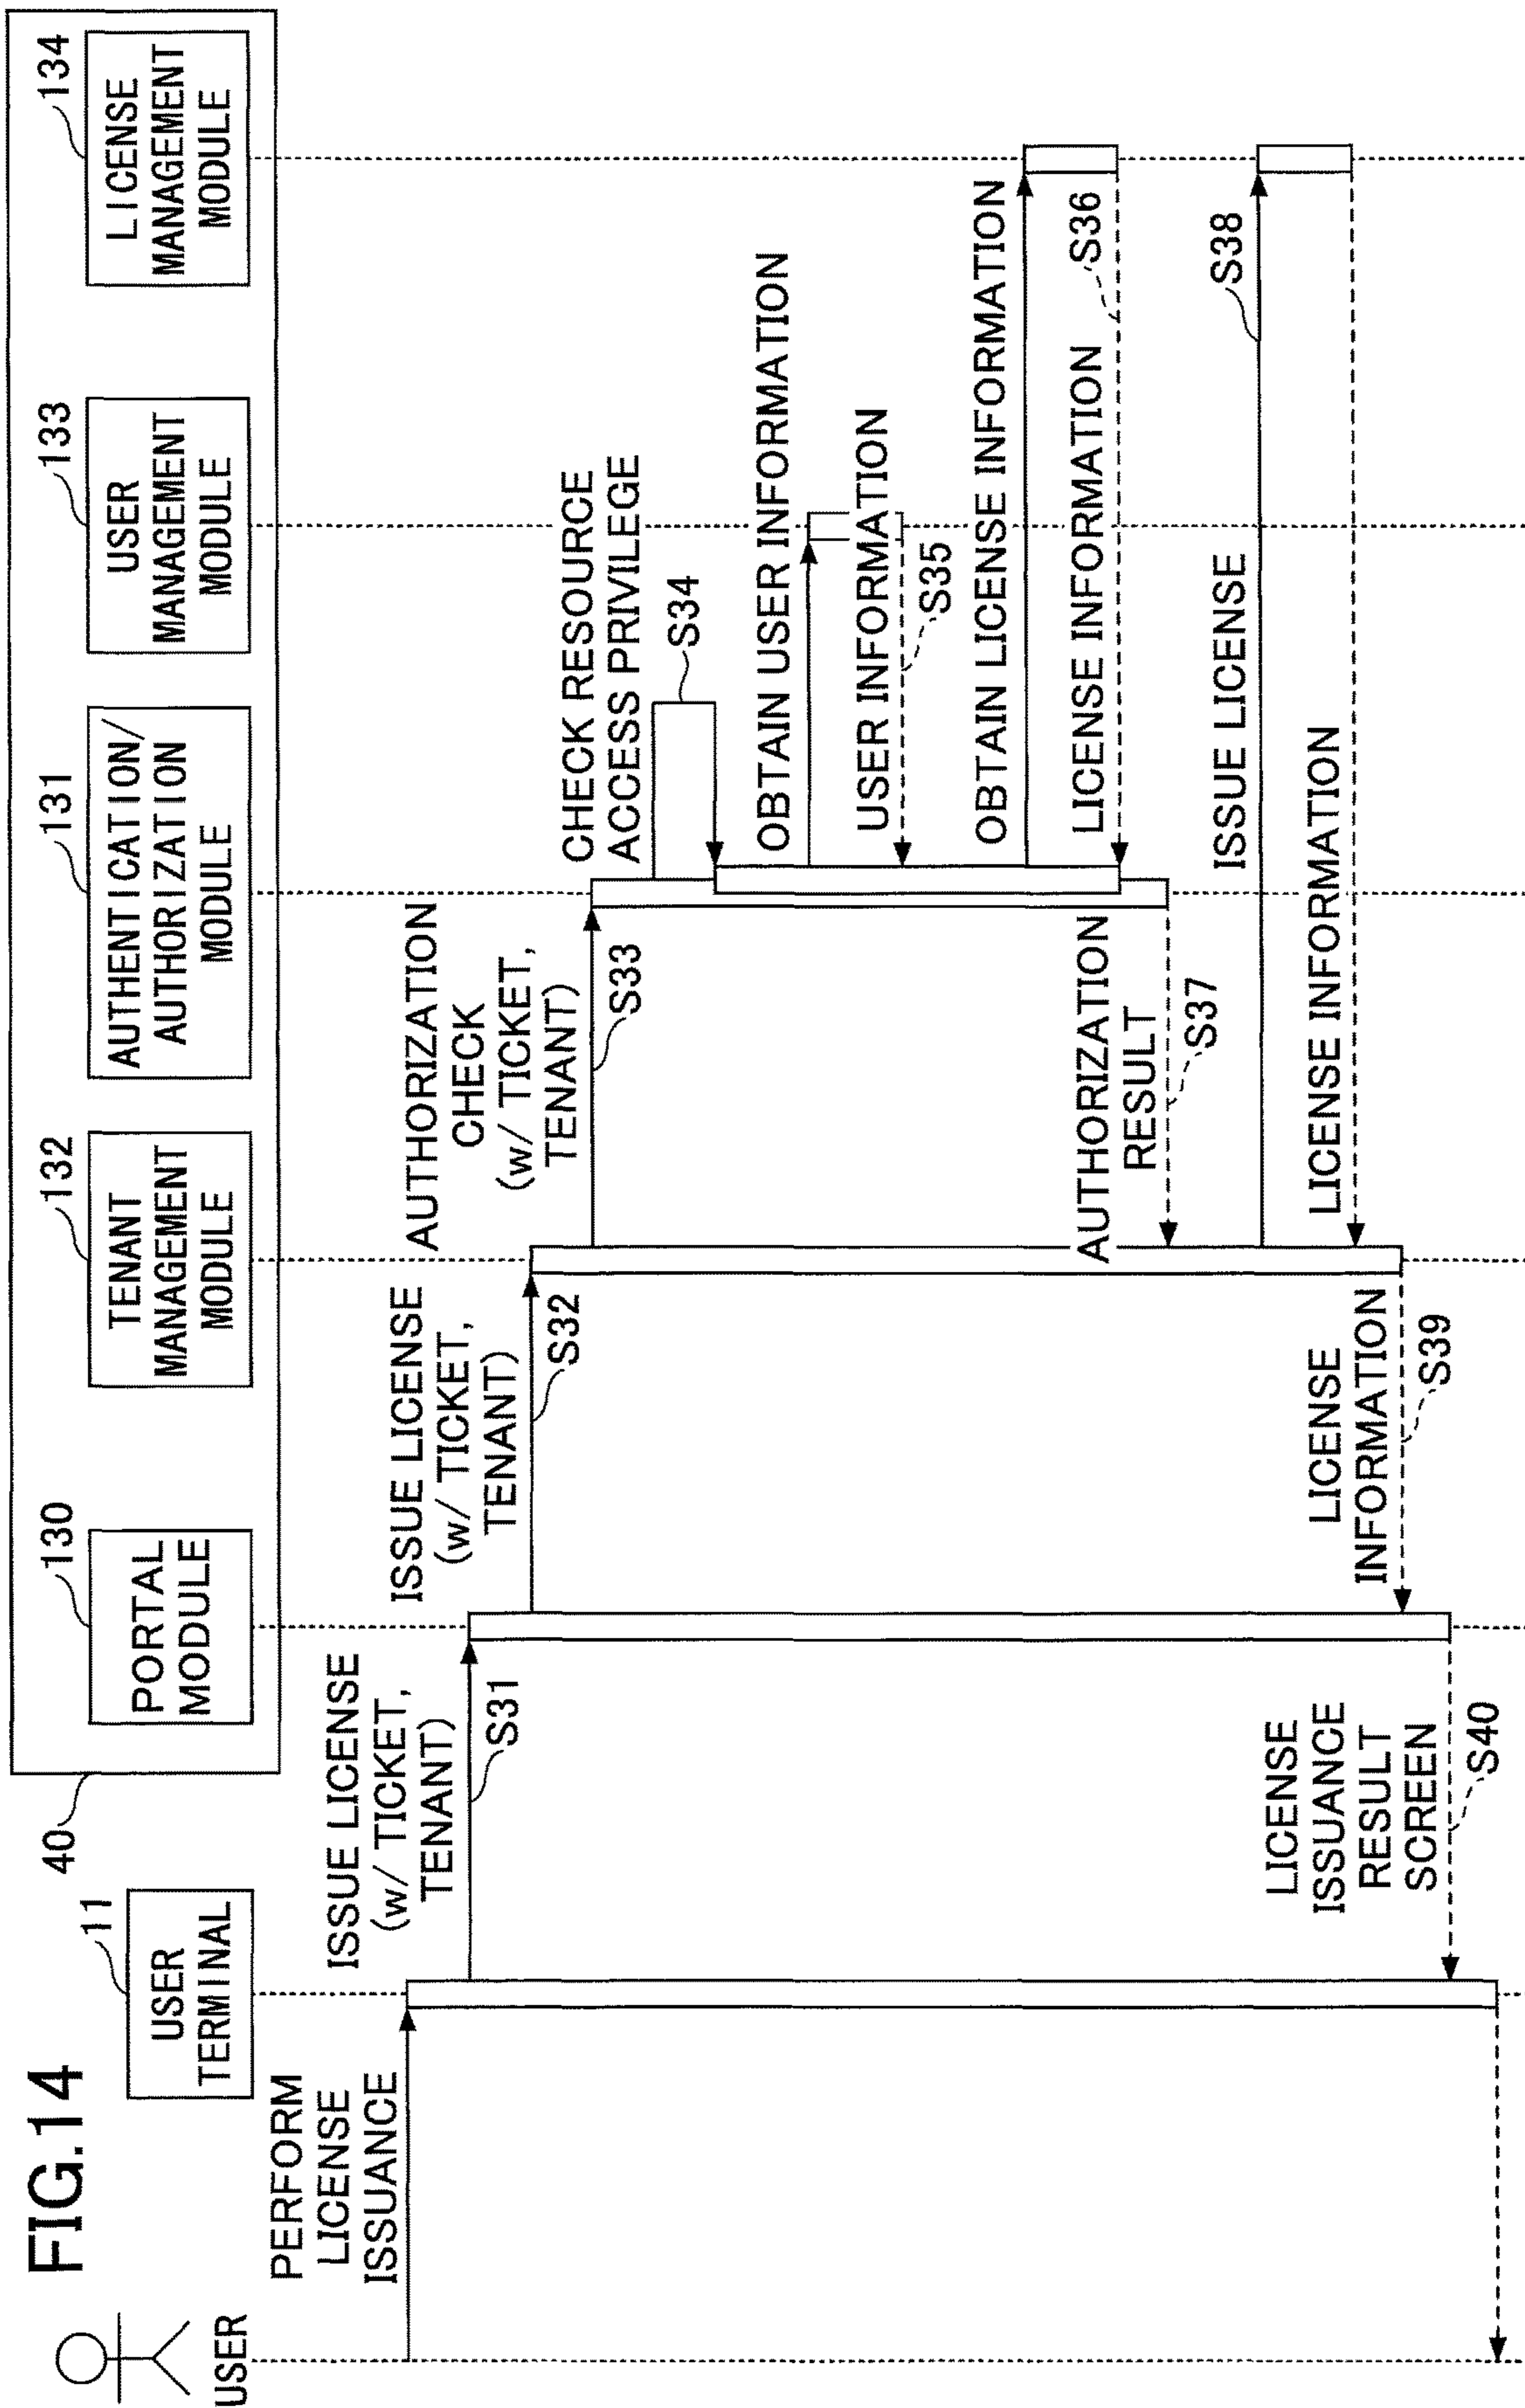 FIG.14
USER
11
USER
TERMINAL
40
130
PORTAL
MODULE
132
TENANT
MANAGEMENT
MODULE
131
AUTHENTICATION/
AUTHORIZATION
MODULE
133
USER
MANAGEMENT
MODULE
134
LICENSE
MANAGEMENT
MODULE
PERFORM
LICENSE
ISSUANCE
ISSUE LICENSE
(w/ TICKET,
TENANT)
S31
ISSUE LICENSE
(w/ TICKET,
TENANT)
S32
AUTHORIZATION
CHECK
(w/ TICKET,
TENANT)
S33
CHECK RESOURCE
ACCESS PRIVILEGE
S34
OBTAIN USER INFORMATION
USER INFORMATION
S35
OBTAIN LICENSE INFORMATION
LICENSE INFORMATION
S36
AUTHORIZATION
RESULT
S37
ISSUE LICENSE
S38
LICENSE INFORMATION
LICENSE
INFORMATION
S39
LICENSE
ISSUANCE
RESULT
SCREEN
S40